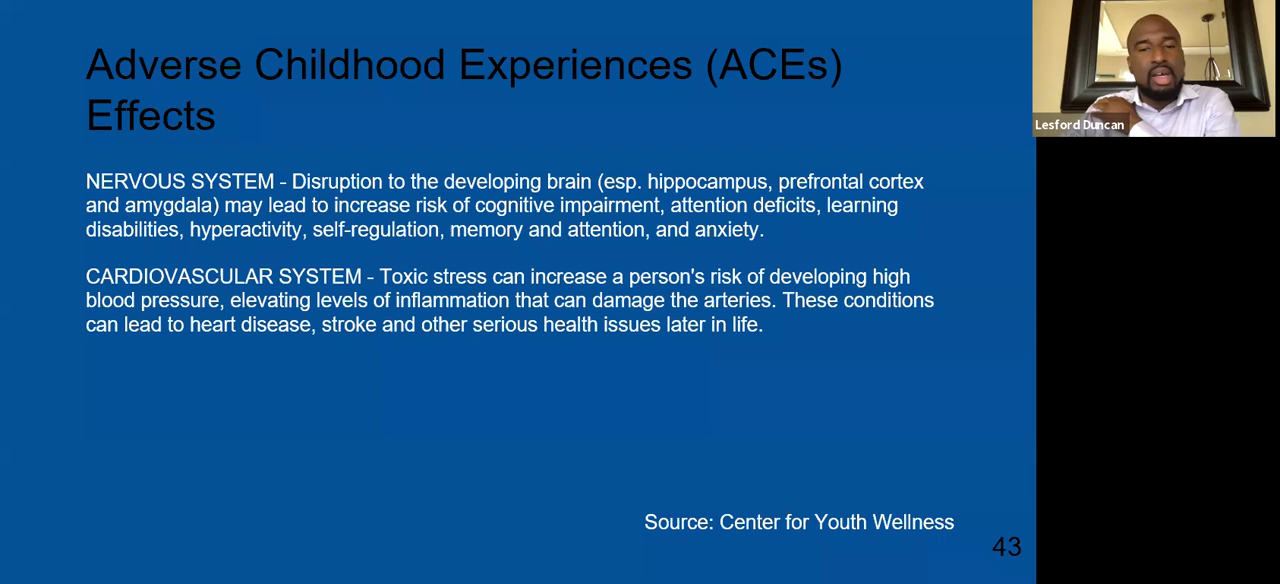 Adverse Childhood Experiences (ACEs)
Effects
NERVOUS SYSTEM - Disruption to the developing brain (esp. hippocampus, prefrontal cortex
and amygdala) may lead to increase risk of cognitive impairment, attention deficits, learning
disabilities, hyperactivity, self-regulation, memory and attention, and anxiety.
CARDIOVASCULAR SYSTEM - Toxic stress can increase a person's risk of developing high
blood pressure, elevating levels of inflammation that can damage the arteries. These conditions
can lead to heart disease, stroke and other serious health issues later in life.
Source: Center for Youth Wellness
43
Lesford Duncan